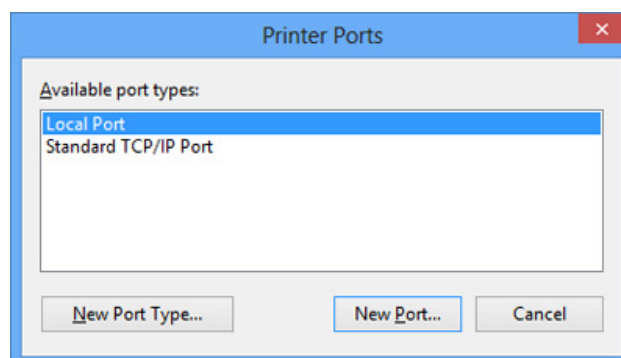 Printer Ports
Available port types:
Local Port
Standard TCP/IP Port
New Port Type...
New Port...
Cancel